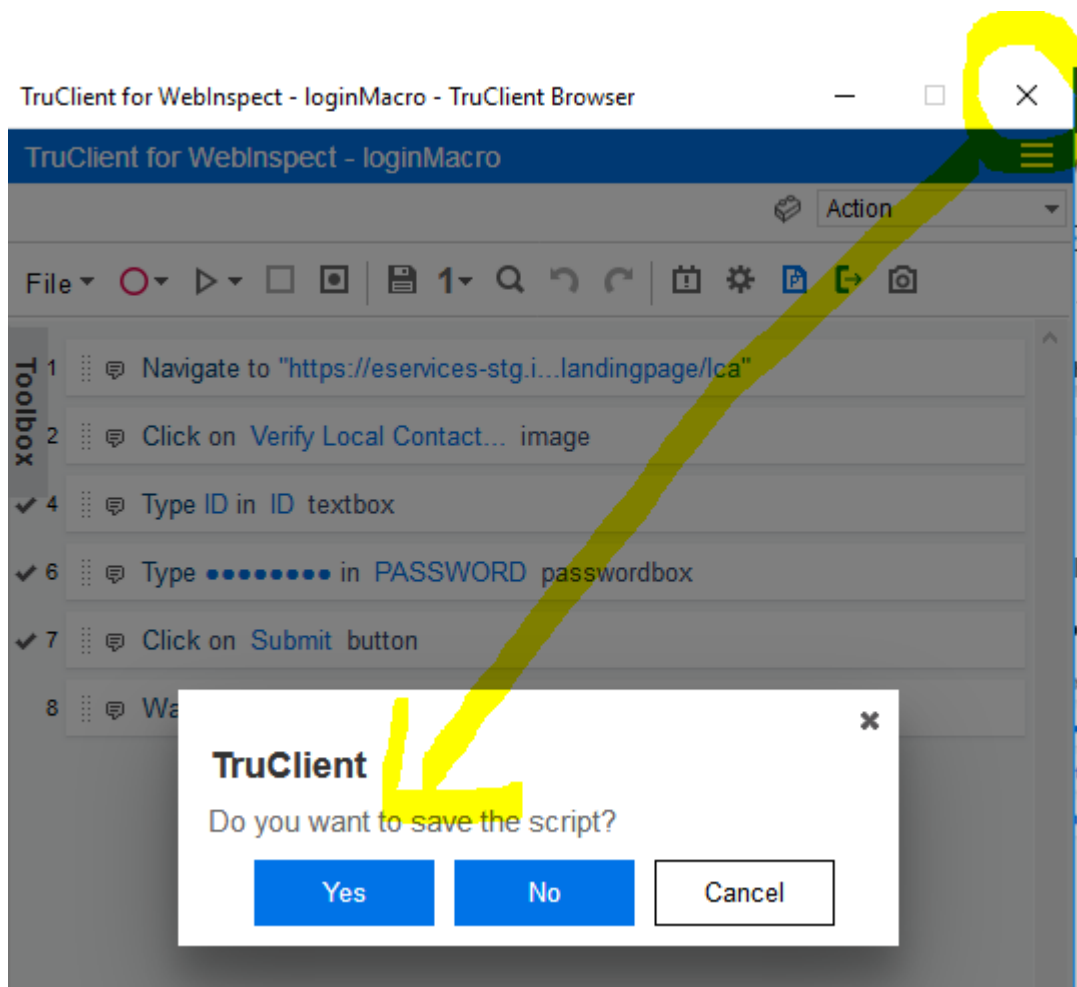 TruClient for WebInspect - loginMacro - TruClient Browser
TruClient for WebInspect - loginMacro
Action
File 1
Toolbox
1 Navigate to "https://eservices-stg.i...landingpage/lca"
2 Click on Verify Local Contact... image
4 Type ID in ID textbox
6 Type ●●●●●●●● in PASSWORD passwordbox
7 Click on Submit button
8 Wa
TruClient
Do you want to save the script?
Yes No Cancel